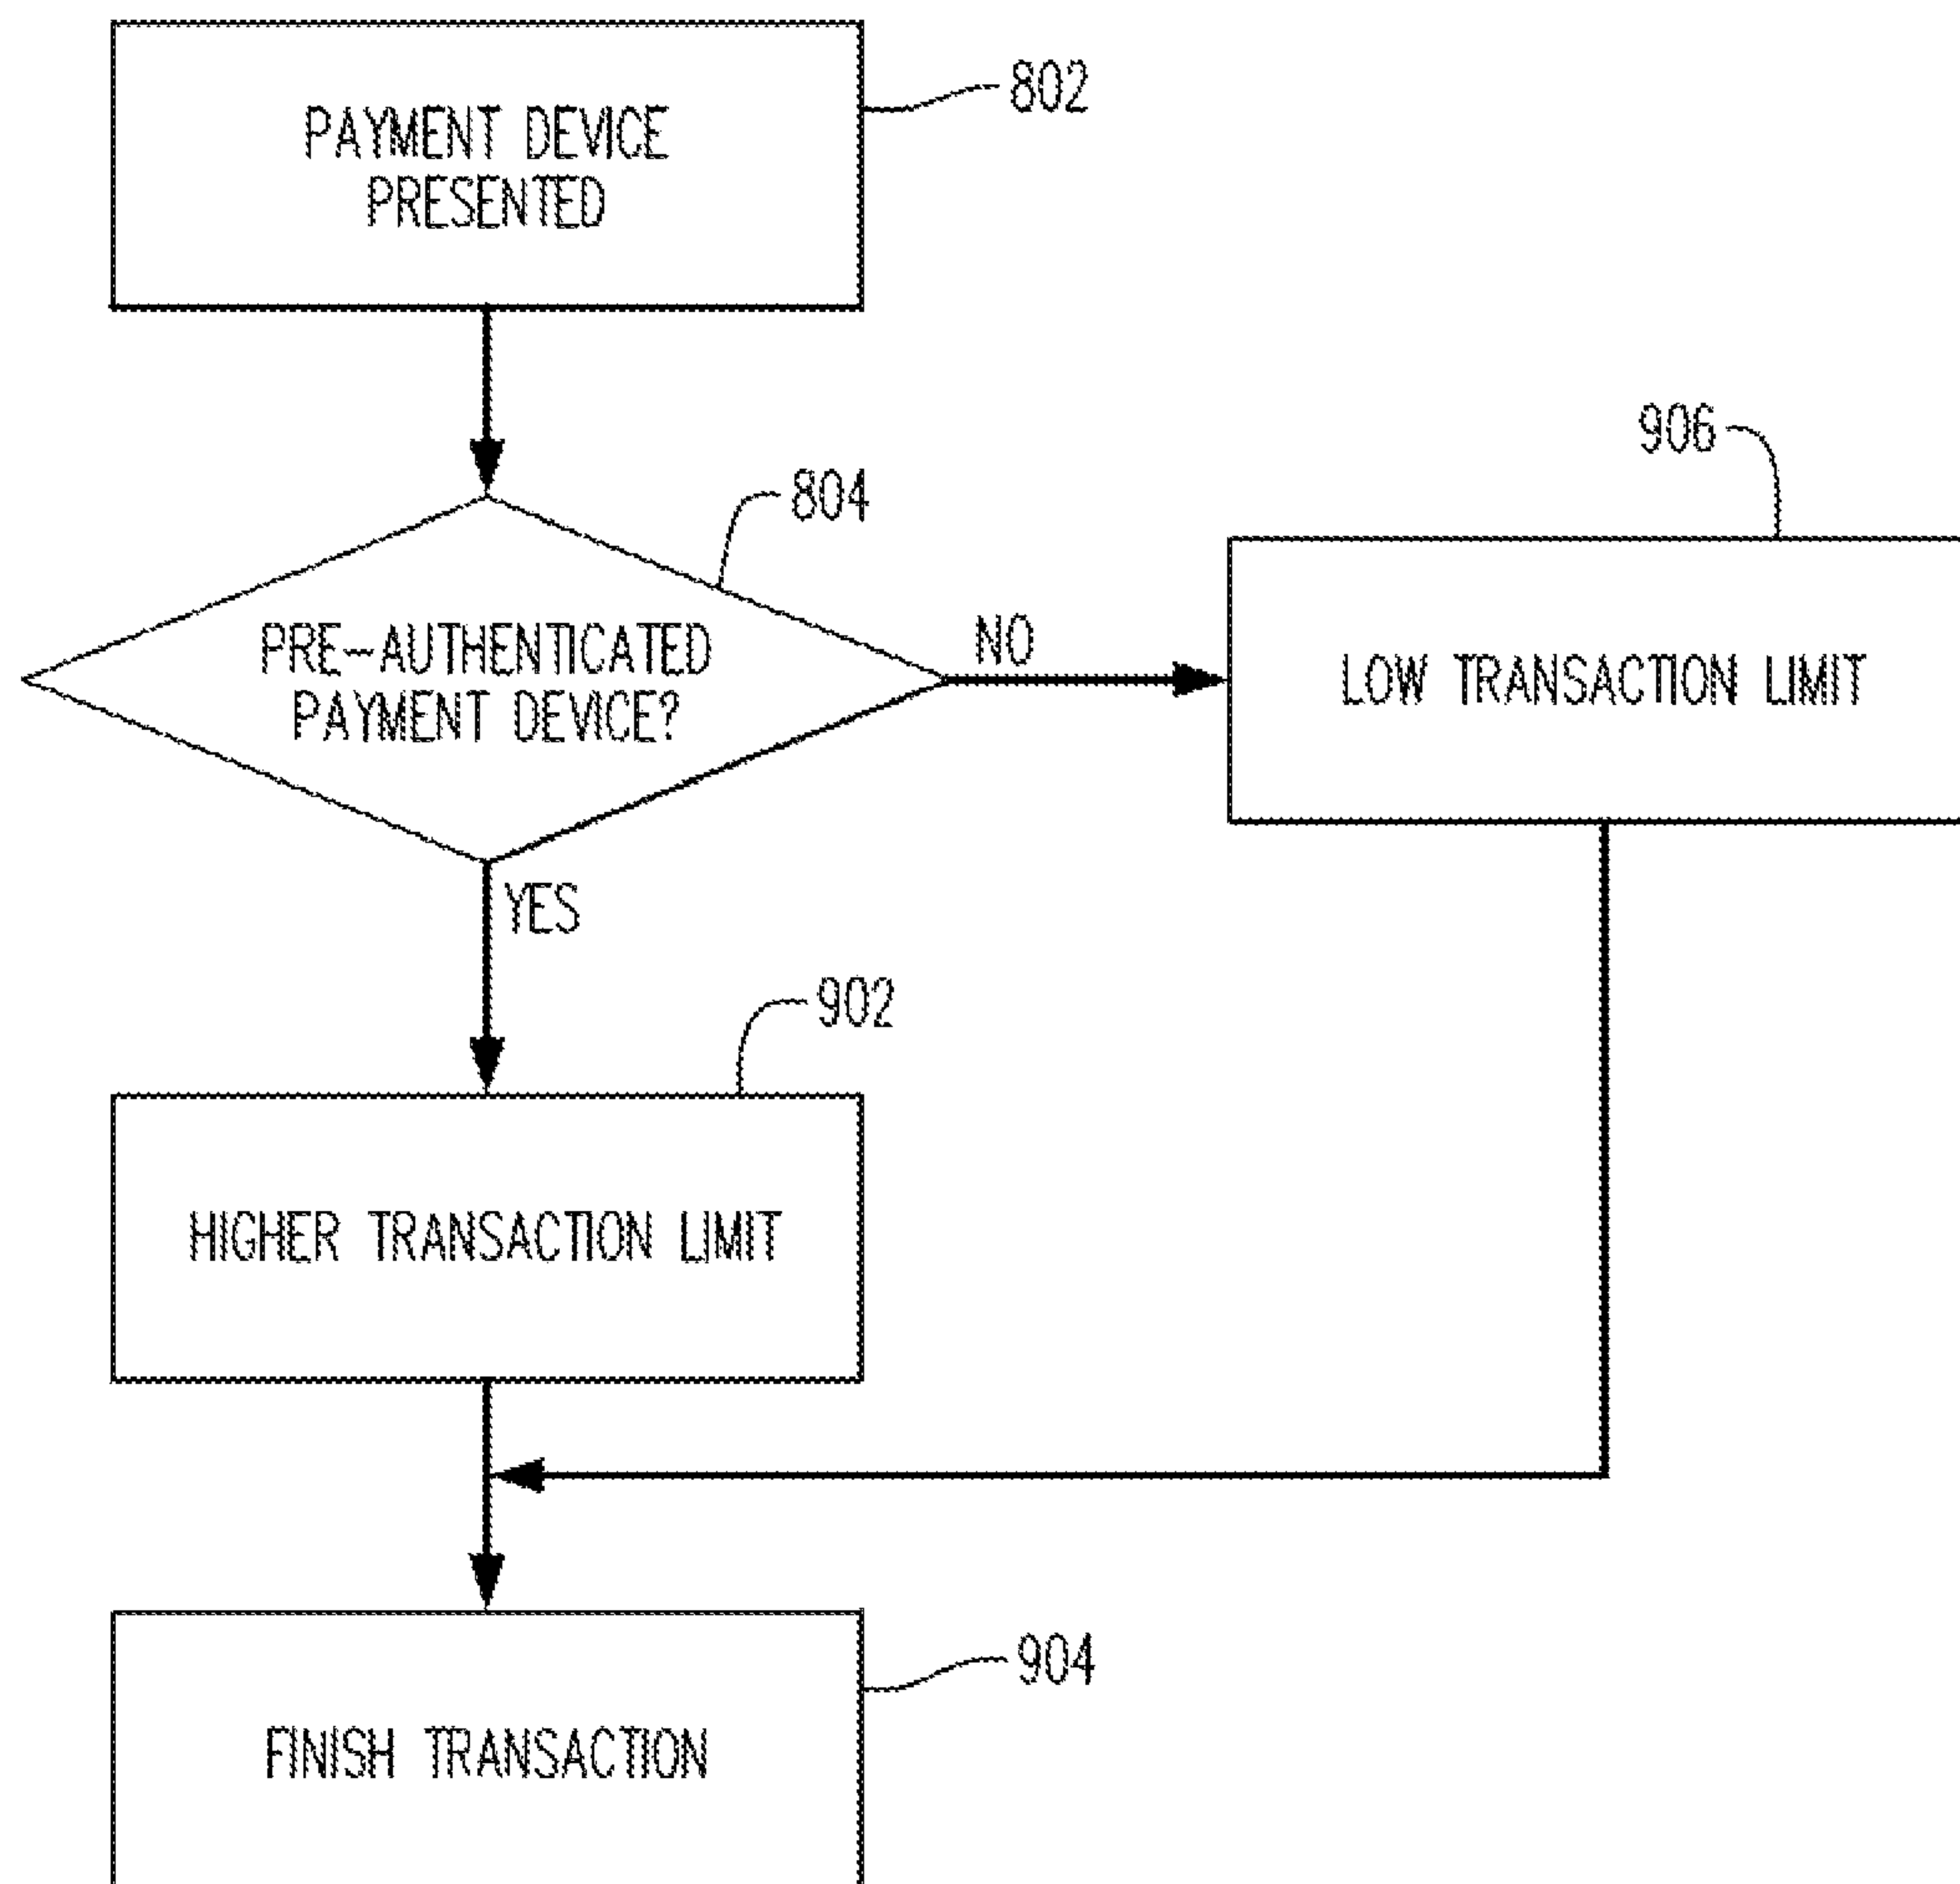 PAYMENT DEVICE
PRESENTED
802
804
PRE-AUTHENTICATED
PAYMENT DEVICE?
NO
906
LOW TRANSACTION LIMIT
YES
902
HIGHER TRANSACTION LIMIT
904
FINISH TRANSACTION